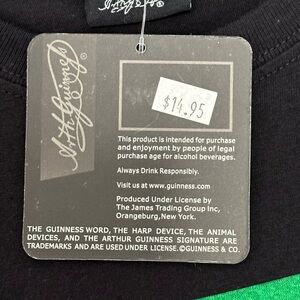 Arthur Guinness
©
$14.95
This product is intended for purchase
and enjoyment by people of legal
purchase age for alcohol beverages.
Always Drink Responsibly.
Visit us at www.guinness.com
Produced Under License by
The James Trading Group Inc,
Orangeburg, New York.
THE GUINNESS WORD, THE HARP DEVICE, THE ANIMAL
DEVICES, AND THE ARTHUR GUINNESS SIGNATURE ARE
TRADEMARKS AND ARE USED UNDER LICENSE.©GUINNESS & CO.